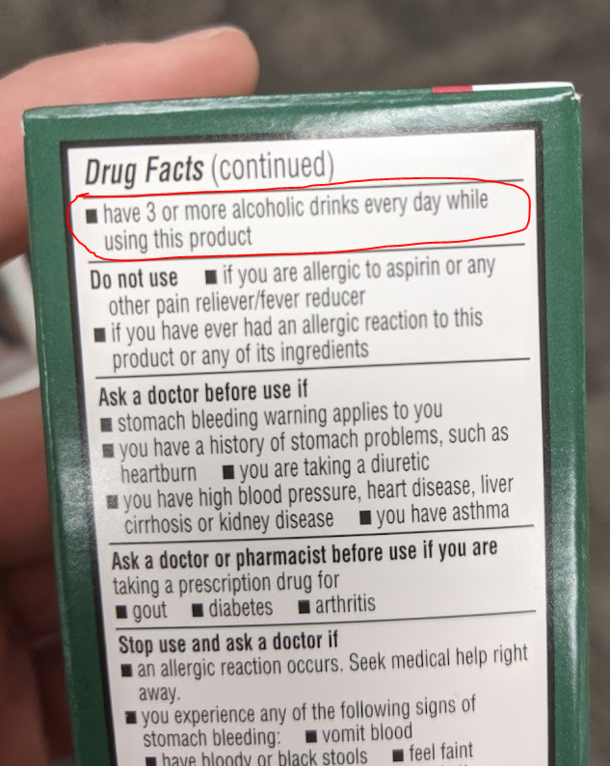 Drug Facts (continued)
■ have 3 or more alcoholic drinks every day while
using this product
Do not use ■ if you are allergic to aspirin or any
other pain reliever/fever reducer
■ if you have ever had an allergic reaction to this
product or any of its ingredients
Ask a doctor before use if
■ stomach bleeding warning applies to you
■ you have a history of stomach problems, such as
heartburn ■ you are taking a diuretic
■ you have high blood pressure, heart disease, liver
cirrhosis or kidney disease ■ you have asthma
Ask a doctor or pharmacist before use if you are
taking a prescription drug for
■ gout ■ diabetes ■ arthritis
Stop use and ask a doctor if
■ an allergic reaction occurs. Seek medical help right
away.
■ you experience any of the following signs of
stomach bleeding: ■ vomit blood
■ have bloody or black stools ■ feel faint